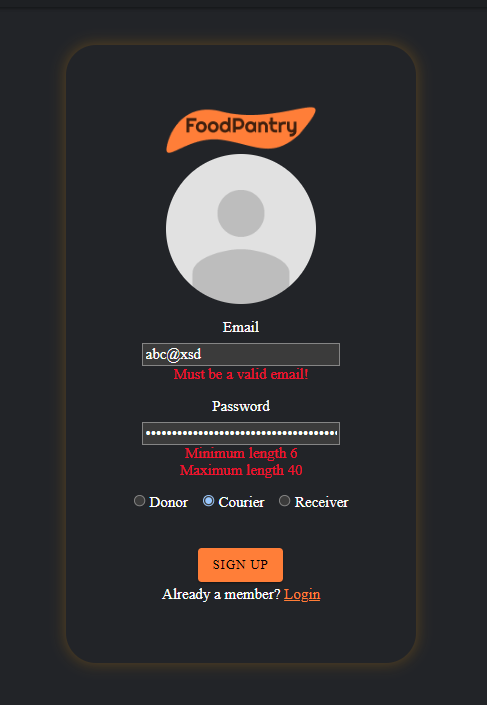 FoodPantry
Email
abc@xsd
Must be a valid email!
Password
Minimum length 6
Maximum length 40
Donor Courier Receiver
SIGN UP
Already a member? Login